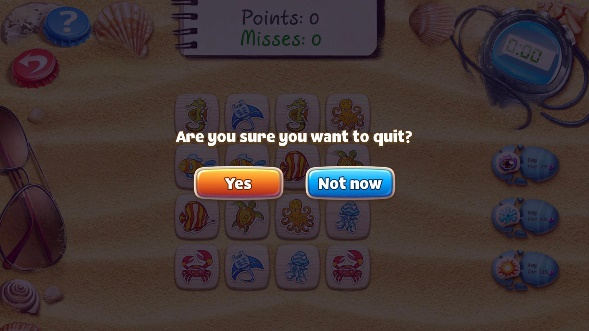 ?
Points: 0
Misses: 0
0:00
Are you sure you want to quit?
Yes
Not now